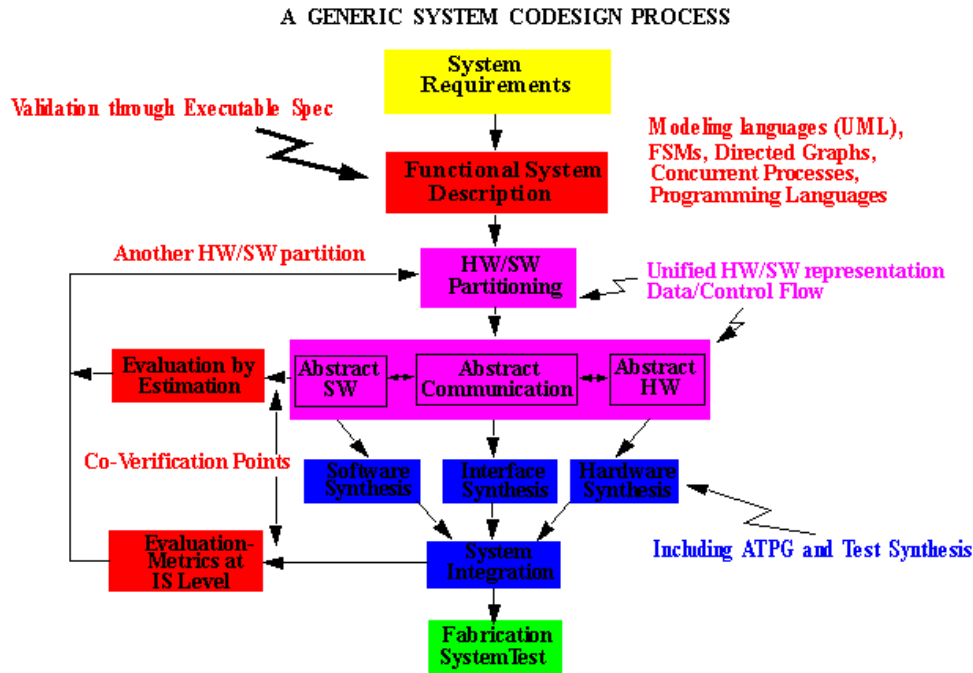 A GENERIC SYSTEM CODESIGN PROCESS
System
Requirements
Validation through Executable Spec
Modeling languages (UML),
FSMs, Directed Graphs,
Concurrent Processes,
Programming Languages
Functional System
Description
Another HW/SW partition
HW/SW
Partitioning
Unified HW/SW representation
Data/Control Flow
Evaluation by
Estimation
Abstract
SW
Abstract
Communication
Abstract
HW
Co-Verification Points
Software
Synthesis
Interface
Synthesis
Hardware
Synthesis
Evaluation-
Metrics at
IS Level
System
Integration
Including ATPG and Test Synthesis
Fabrication
SystemTest